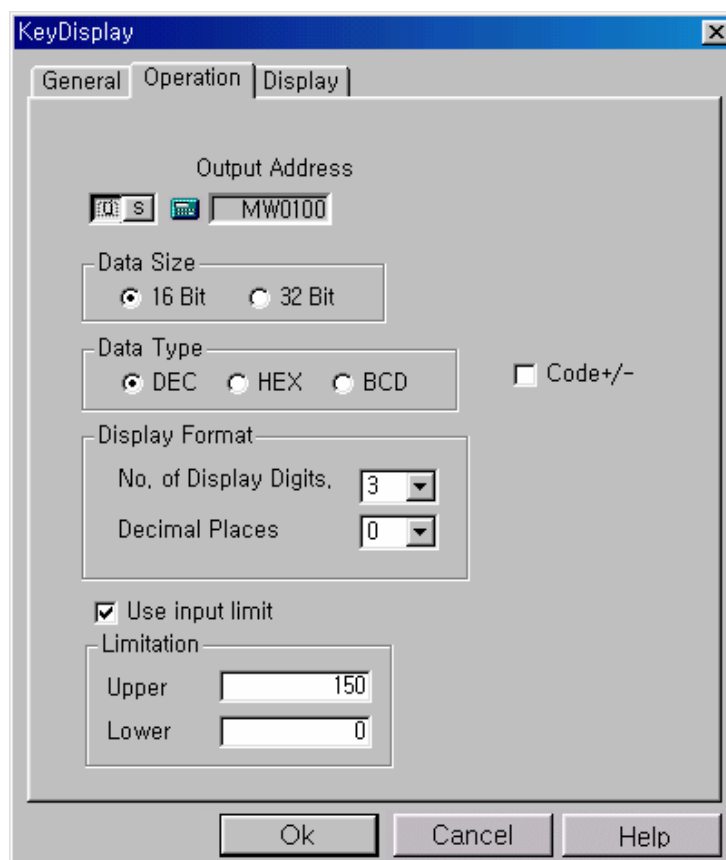 KeyDisplay
General Operation Display
Output Address
S MW0100
Data Size
16 Bit 32 Bit
Data Type
DEC HEX BCD
Code+/-
Display Format
No, of Display Digits, 3
Decimal Places 0
Use input limit
Limitation
Upper 150
Lower 0
Ok Cancel Help